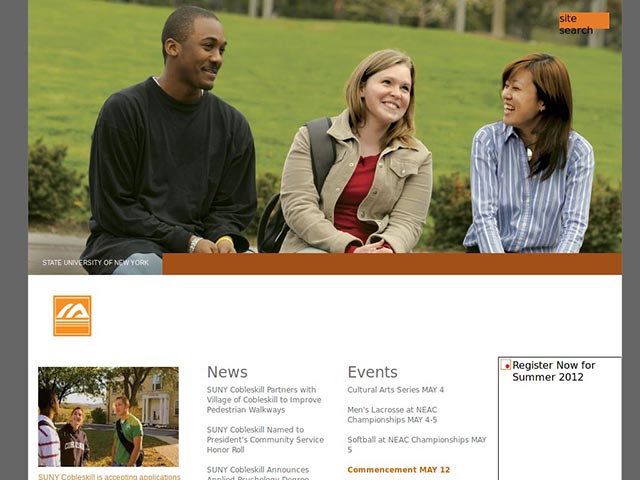 site
search
STATE UNIVERSITY OF NEW YORK
News
SUNY Cobleskill Partners with
Village of Cobleskill to Improve
Pedestrian Walkways
SUNY Cobleskill Named to
President's Community Service
Honor Roll
SUNY Cobleskill Announces
Applied Psychology Degree
Events
Cultural Arts Series MAY 4
Men's Lacrosse at NEAC
Championships MAY 4-5
Softball at NEAC Championships MAY
5
Commencement MAY 12
Register Now for
Summer 2012
SUNY Cobleskill is accepting applications